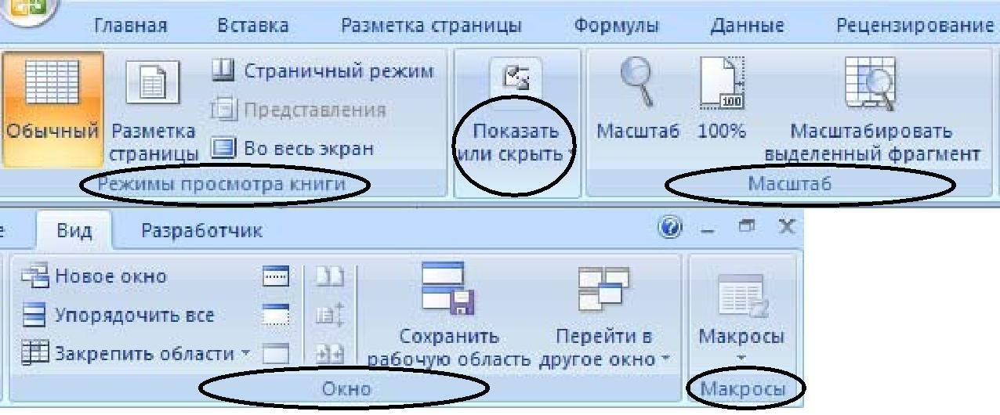 Главная Вставка Разметка страницы Формулы Данные Рецензирование
Обычный
Разметка
страницы
Страничный режим
Представления
Во весь экран
Режимы просмотра книги
Показать
или скрыть
Масштаб
100
100%
Масштабировать
выделенный фрагмент
Масштаб
е Вид Разработчик
Новое окно
Упорядочить все
Закрепить области
Сохранить
рабочую область
Перейти в
другое окно
Окно
Макросы
Макросы